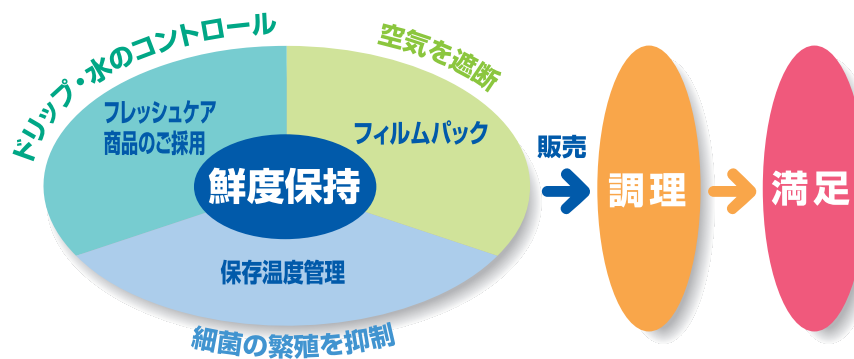 ドリップ・水のコントロール
空気を遮断
フレッシュケア
商品のご採用
フィルムパック
鮮度保持
保存温度管理
細菌の繁殖を抑制
販売
調理
満足